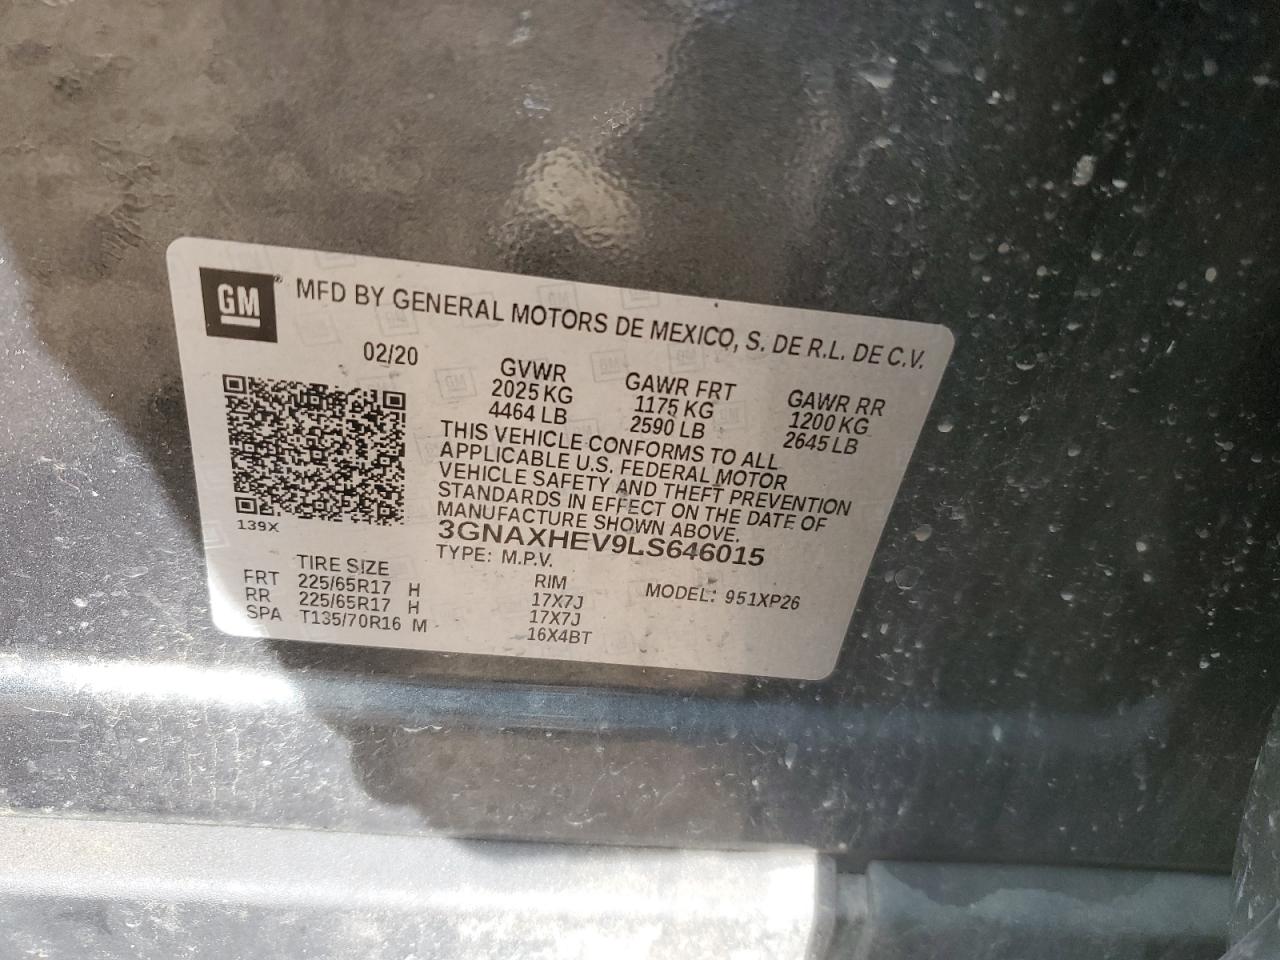 GM® MFD BY GENERAL MOTORS DE MEXICO, S. DE R.L. DE C.V.
02/20
GVWR
2025 KG
4464 LB
GAWR FRT
1175 KG
2590 LB
GAWR RR
1200 KG
2645 LB
THIS VEHICLE CONFORMS TO ALL
APPLICABLE U.S. FEDERAL MOTOR
VEHICLE SAFETY AND THEFT PREVENTION
STANDARDS IN EFFECT ON THE DATE OF
MANUFACTURE SHOWN ABOVE.
139X
3GNAXHEV9LS646015
TYPE: M.P.V.
MODEL: 951XP26
TIRE SIZE RIM
FRT 225/65R17 H 17X7J
RR 225/65R17 H 17X7J
SPA T135/70R16 M 16X4BT